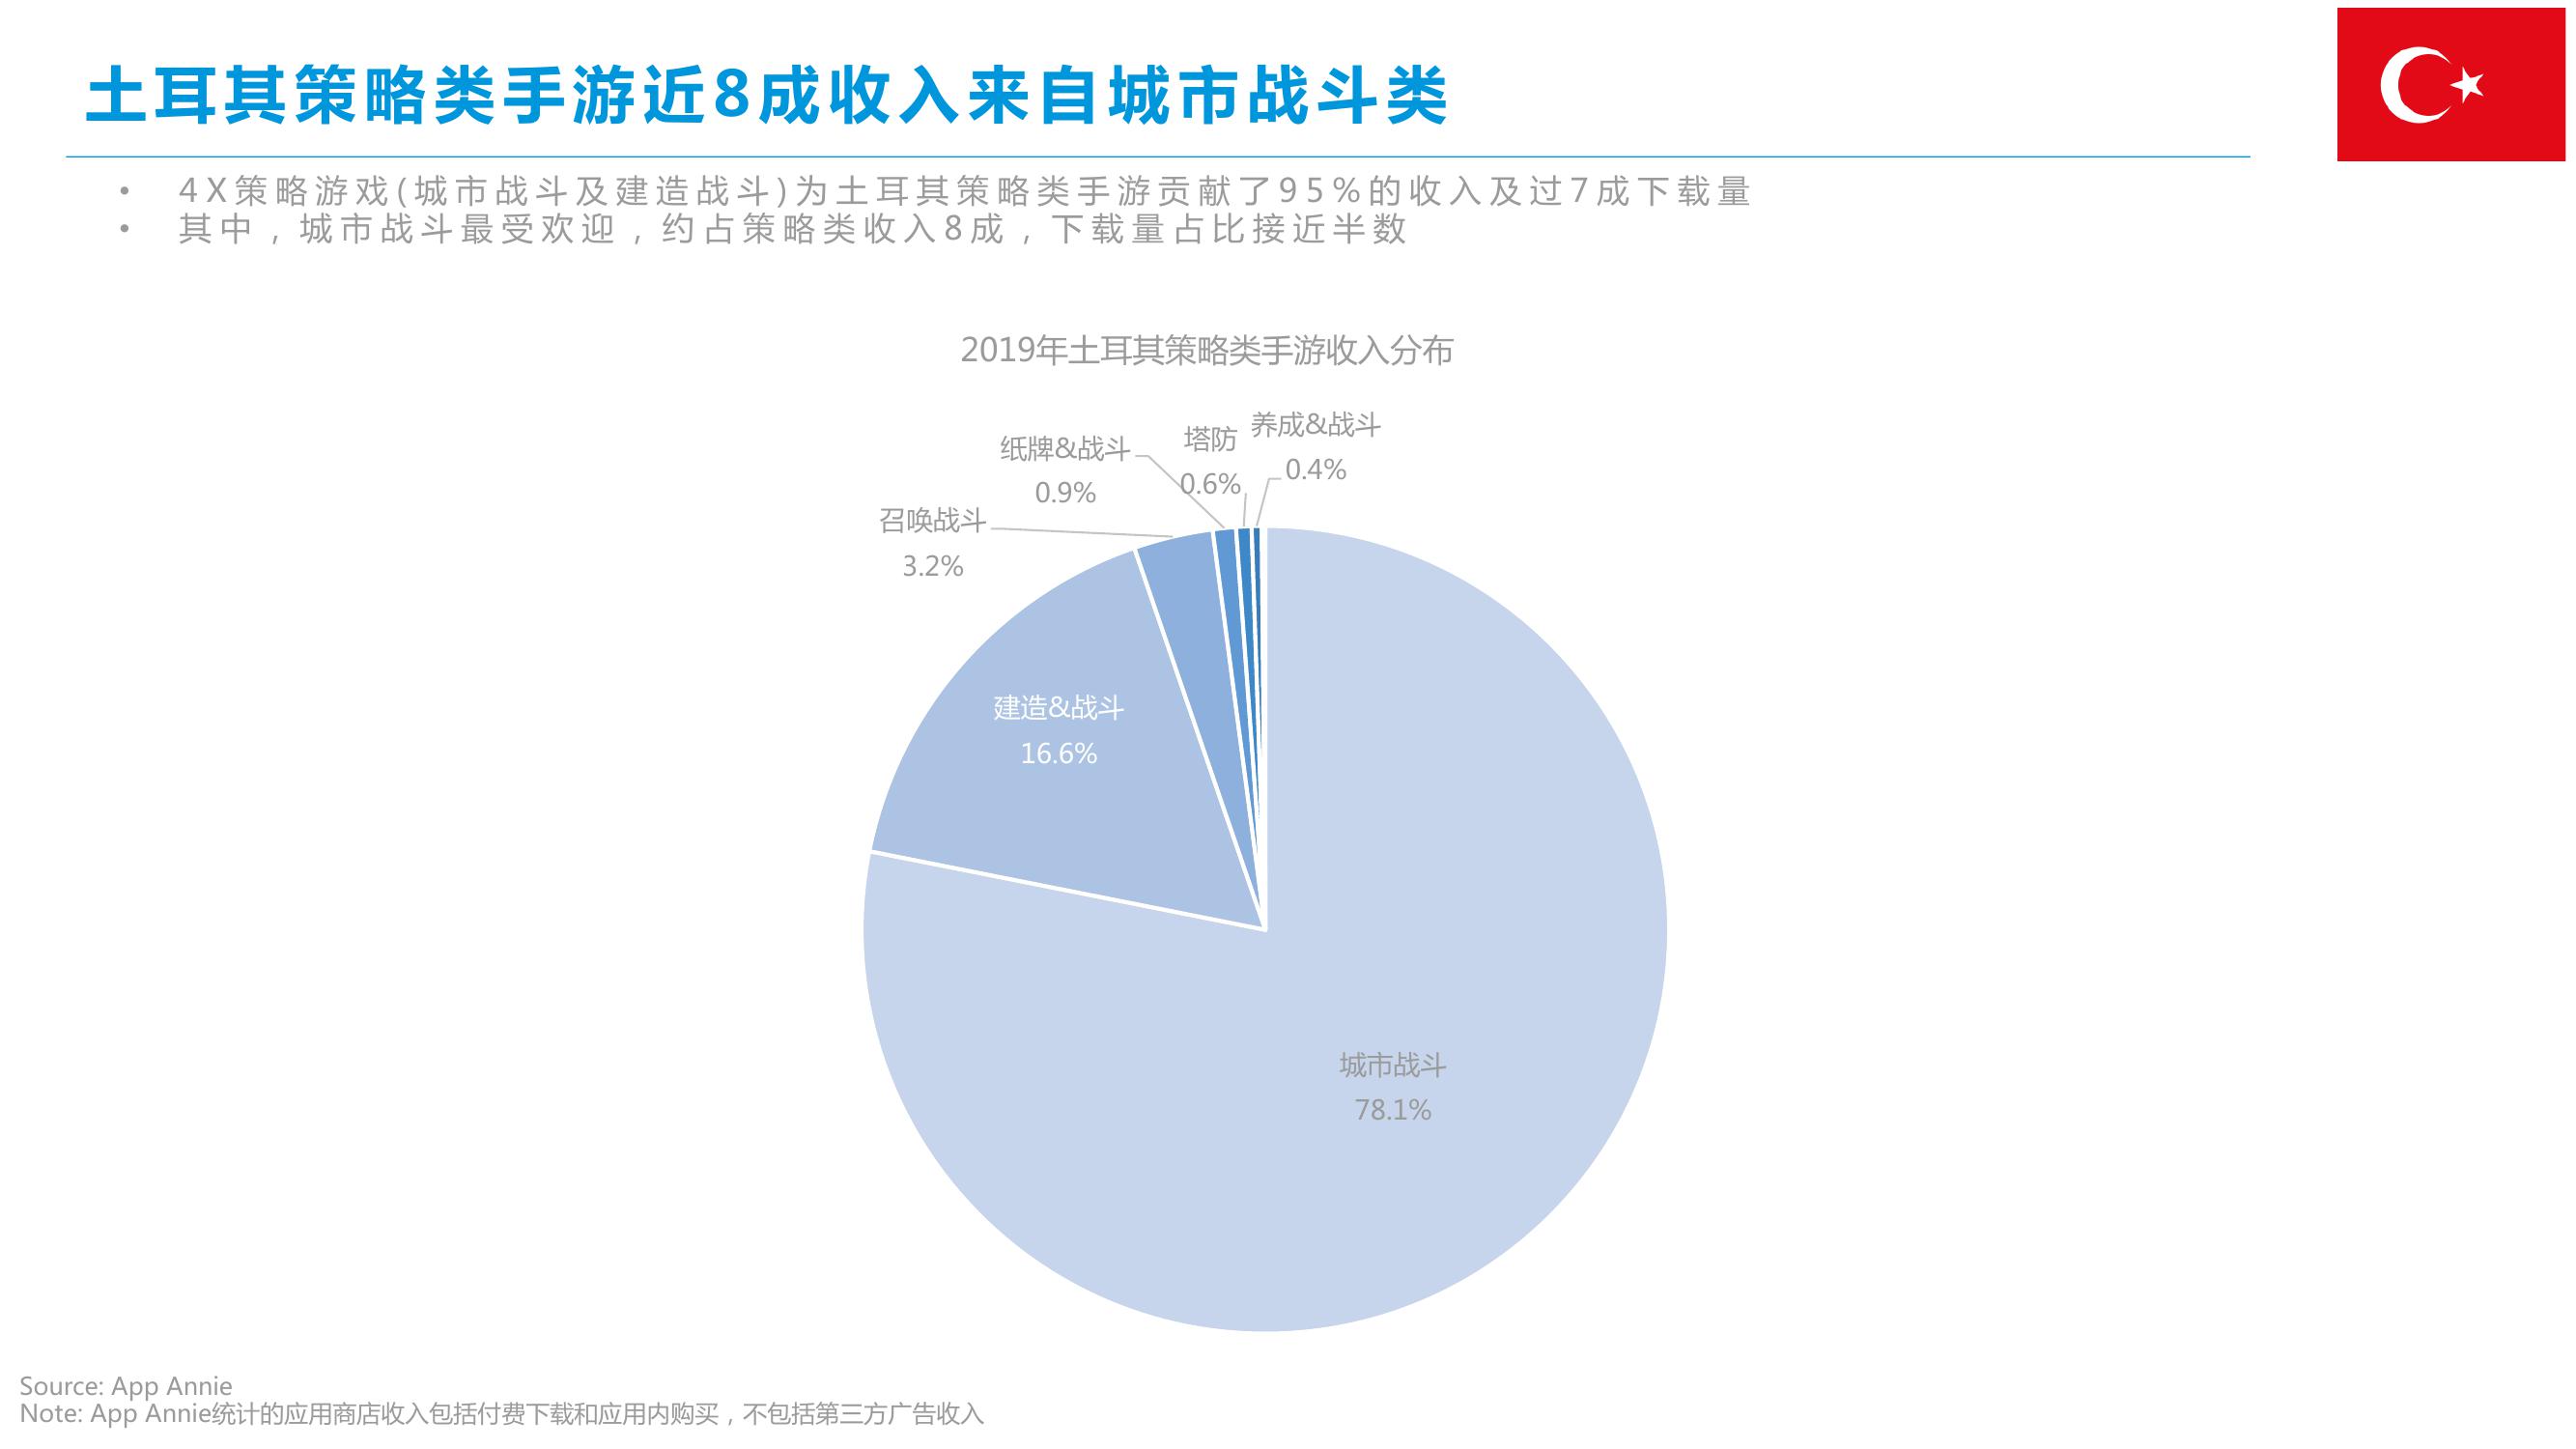 土耳其策略类手游近8成收入来自城市战斗类
• 4X策略游戏(城市战斗及建造战斗)为土耳其策略类手游贡献了95%的收入及过7成下载量
• 其中，城市战斗最受欢迎，约占策略类收入8成，下载量占比接近半数
2019年土耳其策略类手游收入分布
养成&战斗
0.4%
塔防
0.6%
纸牌&战斗
0.9%
召唤战斗
3.2%
建造&战斗
16.6%
城市战斗
78.1%
Source: App Annie
Note: App Annie统计的应用商店收入包括付费下载和应用内购买，不包括第三方广告收入